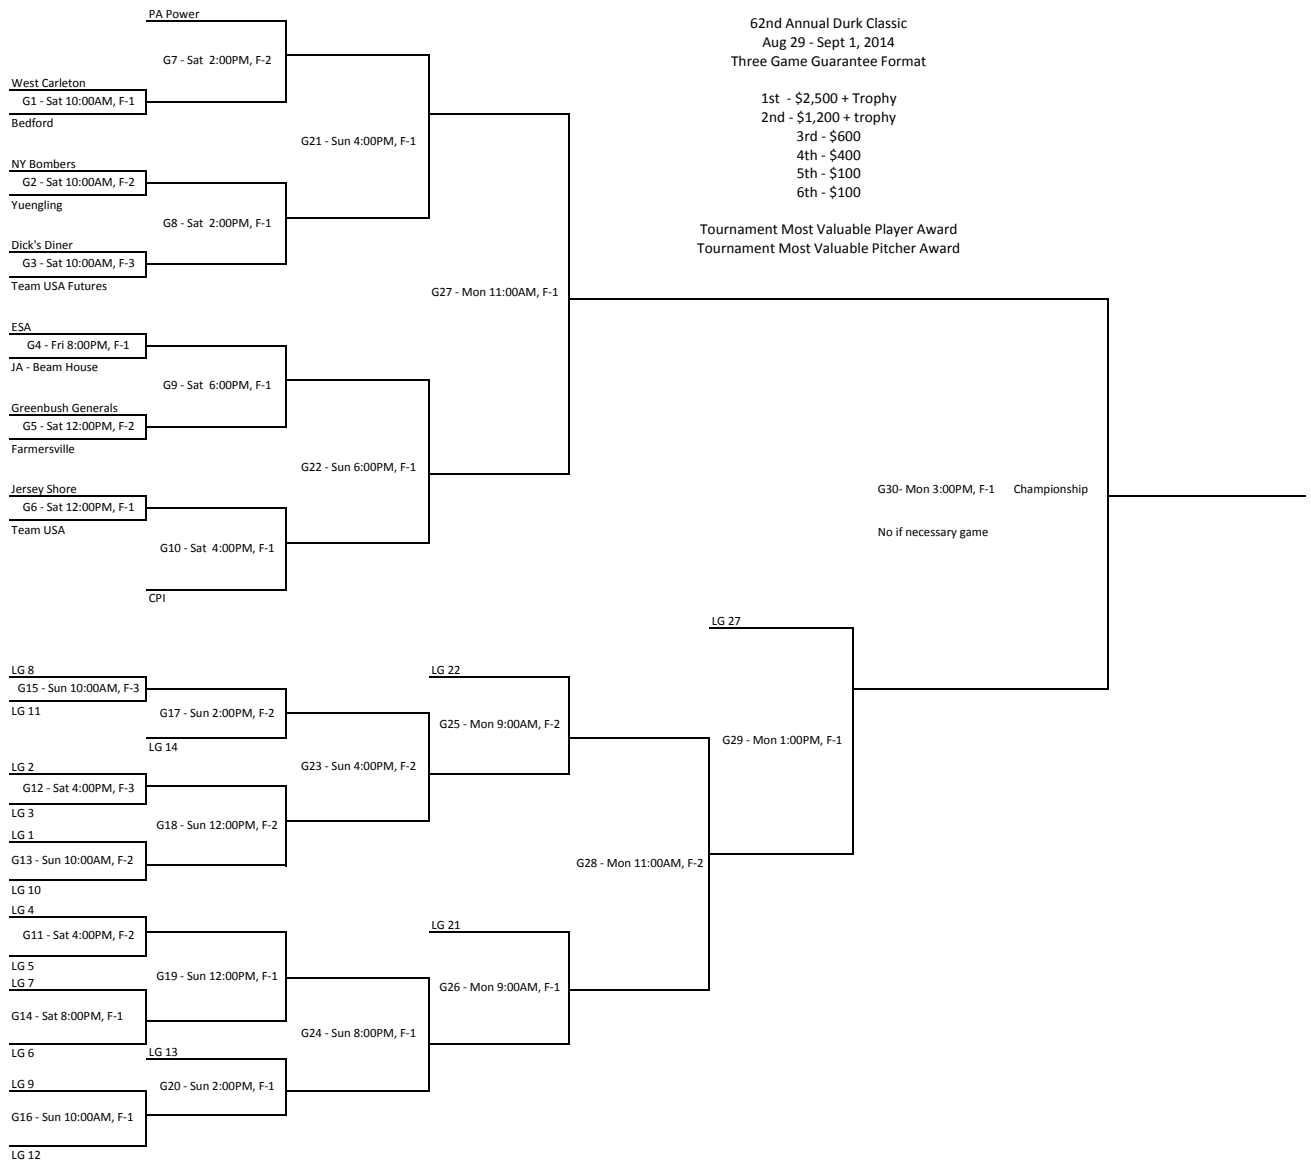 PA Power
62nd Annual Durk Classic
Aug 29 - Sept 1, 2014
Three Game Guarantee Format
G7 - Sat 2:00PM, F-2
West Carleton
G1 - Sat 10:00AM, F-1
Bedford
1st - $2,500 + Trophy
2nd - $1,200 + trophy
3rd - $600
4th - $400
5th - $100
6th - $100
G21 - Sun 4:00PM, F-1
NY Bombers
G2 - Sat 10:00AM, F-2
Yuengling
G8 - Sat 2:00PM, F-1
Tournament Most Valuable Player Award
Tournament Most Valuable Pitcher Award
Dick's Diner
G3 - Sat 10:00AM, F-3
Team USA Futures
G27 - Mon 11:00AM, F-1
ESA
G4 - Fri 8:00PM, F-1
JA - Beam House
G9 - Sat 6:00PM, F-1
Greenbush Generals
G5 - Sat 12:00PM, F-2
Farmersville
G22 - Sun 6:00PM, F-1
Jersey Shore
G6 - Sat 12:00PM, F-1
Team USA
G30- Mon 3:00PM, F-1 Championship
No if necessary game
G10 - Sat 4:00PM, F-1
CPI
LG 27
LG 8
G15 - Sun 10:00AM, F-3
LG 11
LG 22
G17 - Sun 2:00PM, F-2
G25 - Mon 9:00AM, F-2
G29 - Mon 1:00PM, F-1
LG 14
LG 2
G12 - Sat 4:00PM, F-3
LG 3
G23 - Sun 4:00PM, F-2
G18 - Sun 12:00PM, F-2
LG 1
G13 - Sun 10:00AM, F-2
LG 10
G28 - Mon 11:00AM, F-2
LG 4
G11 - Sat 4:00PM, F-2
LG 5
LG 21
G19 - Sun 12:00PM, F-1
G26 - Mon 9:00AM, F-1
LG 7
G14 - Sat 8:00PM, F-1
LG 6
G24 - Sun 8:00PM, F-1
LG 13
G20 - Sun 2:00PM, F-1
LG 9
G16 - Sun 10:00AM, F-1
LG 12